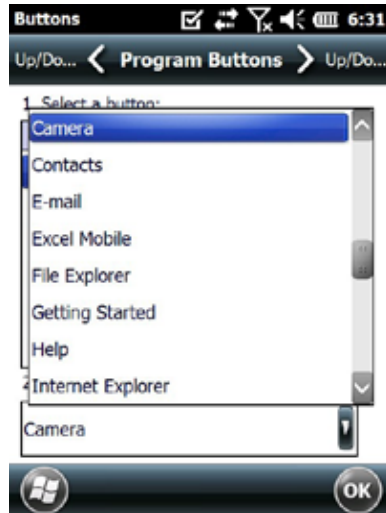 Buttons 6:31
Up/Do... Program Buttons Up/Do...
1. Select a button:
Camera
Contacts
E-mail
Excel Mobile
File Explorer
Getting Started
Help
Internet Explorer
Camera
OK